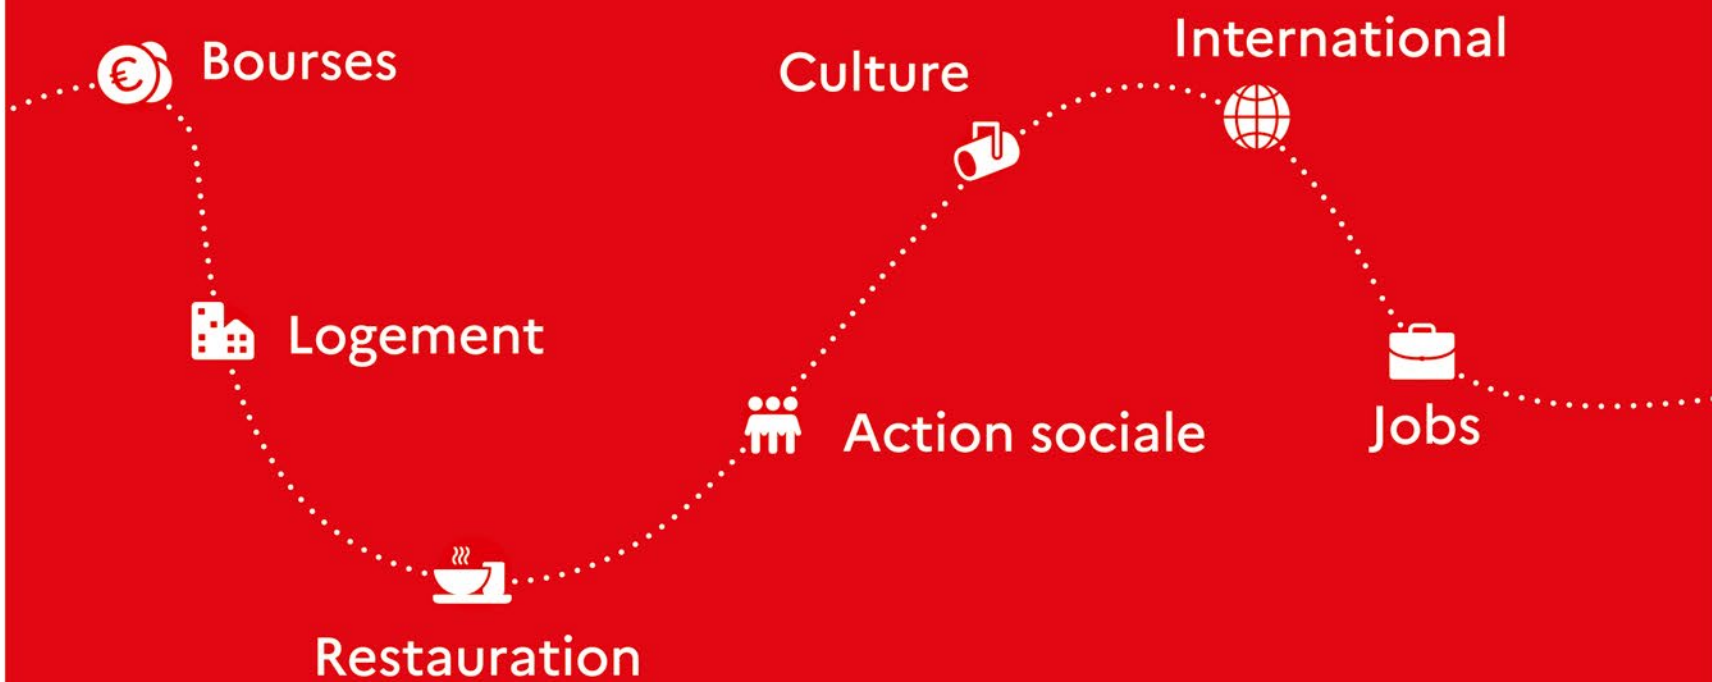 Bourses
Logement
Restauration
Action sociale
Culture
International
Jobs